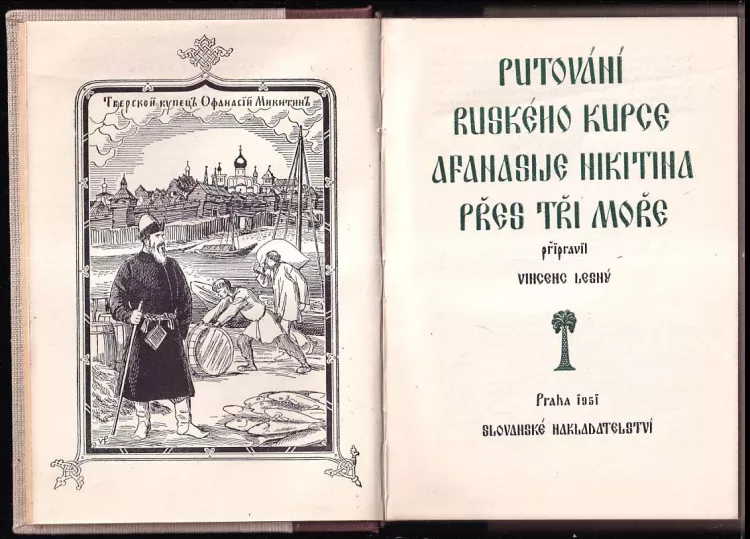 Тверской купецъ Офанасій Микитинъ
PUTOVÁNÍ
RUSKÉHO KUPCE
AFANASIJE NIKITINA
PŘES TŘI MOŘE
připravil
VINCENC LESNÝ
Praha 1951
SLOVANSKÉ NAKLADATELSTVÍ